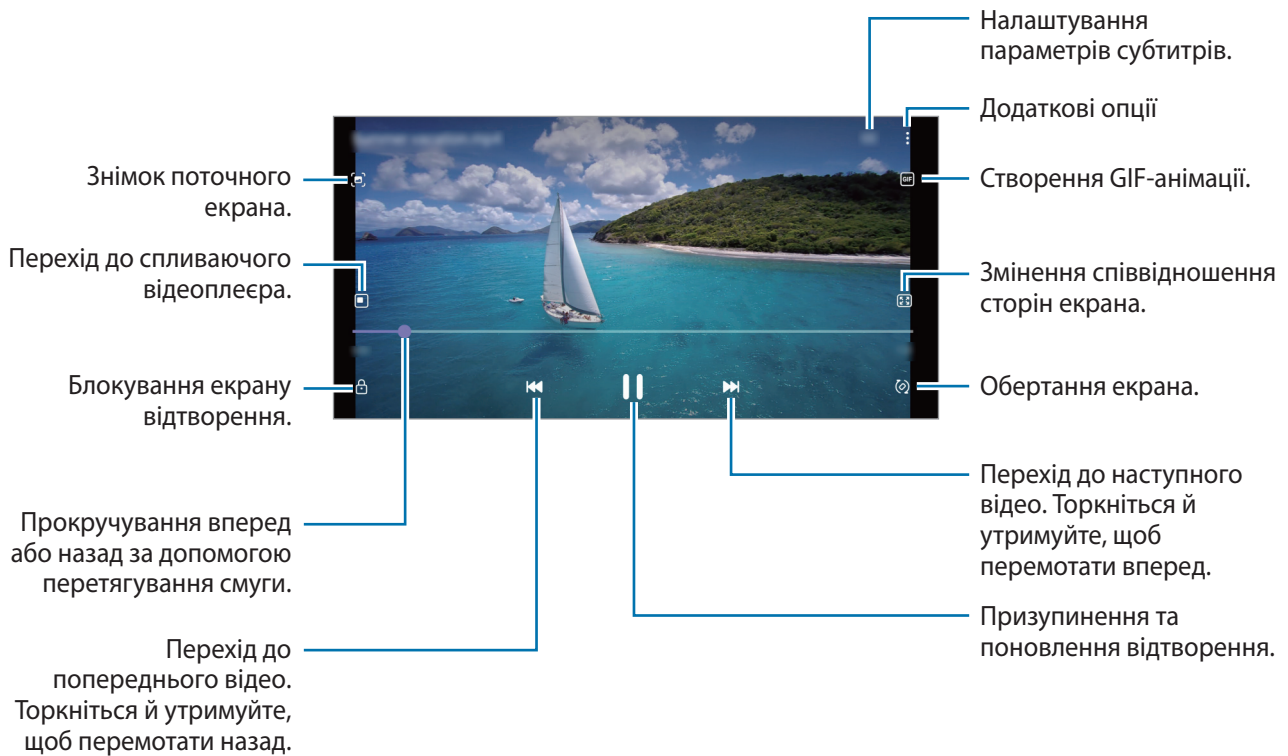 Налаштування
параметрів субтитрів.
Додаткові опції
Створення GIF-анімації.
Змінення співвідношення
сторін екрана.
Обертання екрана.
Перехід до наступного
відео. Торкніться й
утримуйте, щоб
перемотати вперед.
Призупинення та
поновлення відтворення.
Знімок поточного
екрана.
Перехід до спливаючого
відеоплеєра.
Блокування екрану
відтворення.
Прокручування вперед
або назад за допомогою
перетягування смуги.
Перехід до
попереднього відео.
Торкніться й утримуйте,
щоб перемотати назад.
GIF